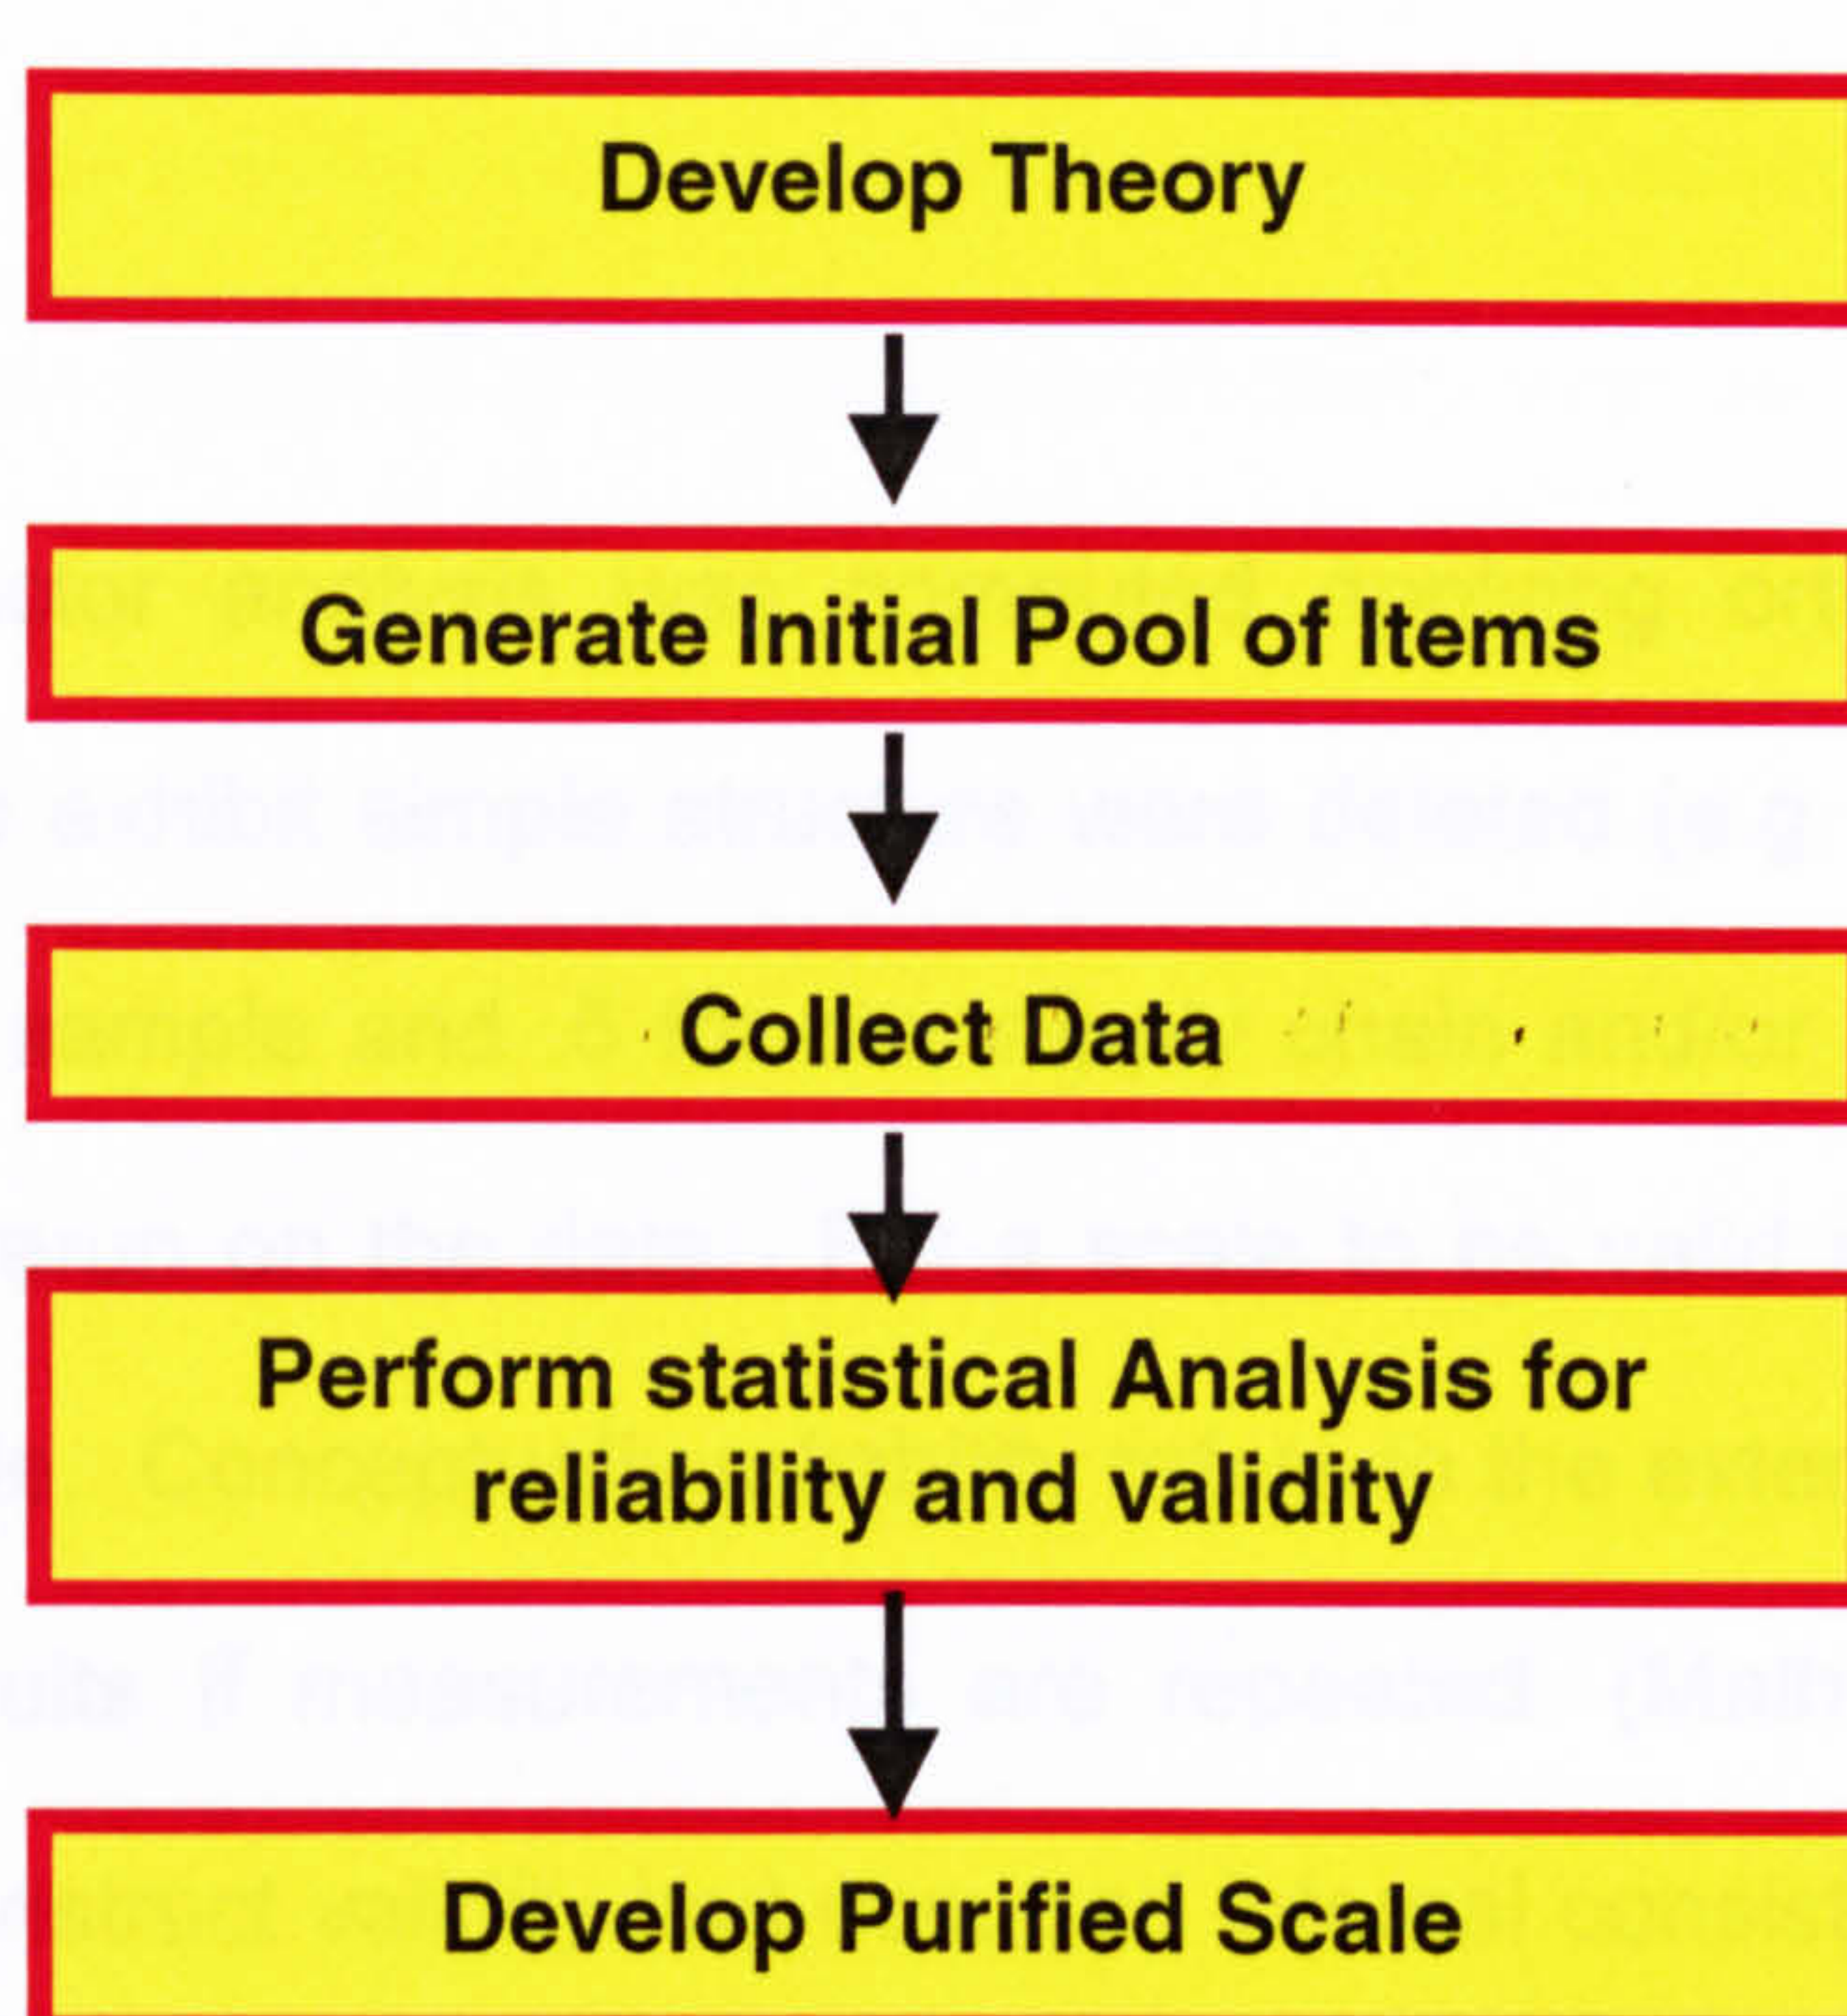 Develop Theory
Generate Initial Pool of Items
Collect Data
Perform statistical Analysis for
reliability and validity
Develop Purified Scale